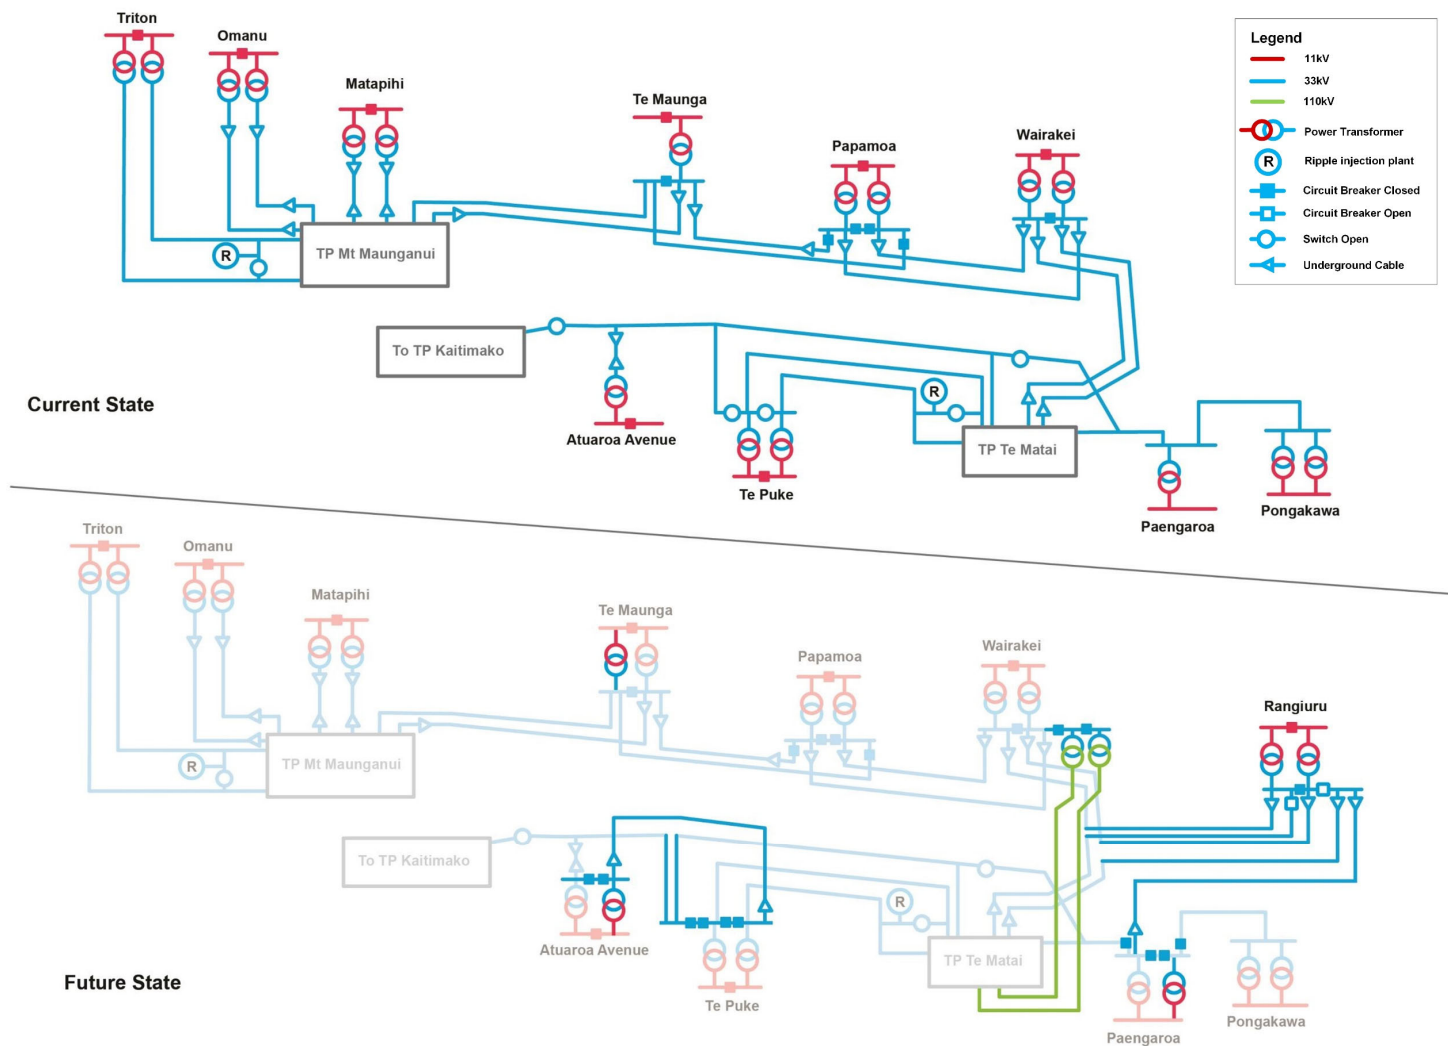 Triton
Omanu
Matapihi
Te Maunga
Papamoa
Wairakei
Legend
11kV
33kV
110kV
Power Transformer
R
Ripple injection plant
Circuit Breaker Closed
Circuit Breaker Open
Switch Open
Underground Cable
R
TP Mt Maunganui
To TP Kaitimako
Current State
R
Atuaroa Avenue
TP Te Matai
Te Puke
Paengaroa
Pongakawa
Triton
Omanu
Matapihi
Te Maunga
Papamoa
Wairakei
Rangiuru
R
TP Mt Maunganui
To TP Kaitimako
R
Atuaroa Avenue
TP Te Matai
Future State
Te Puke
Paengaroa
Pongakawa